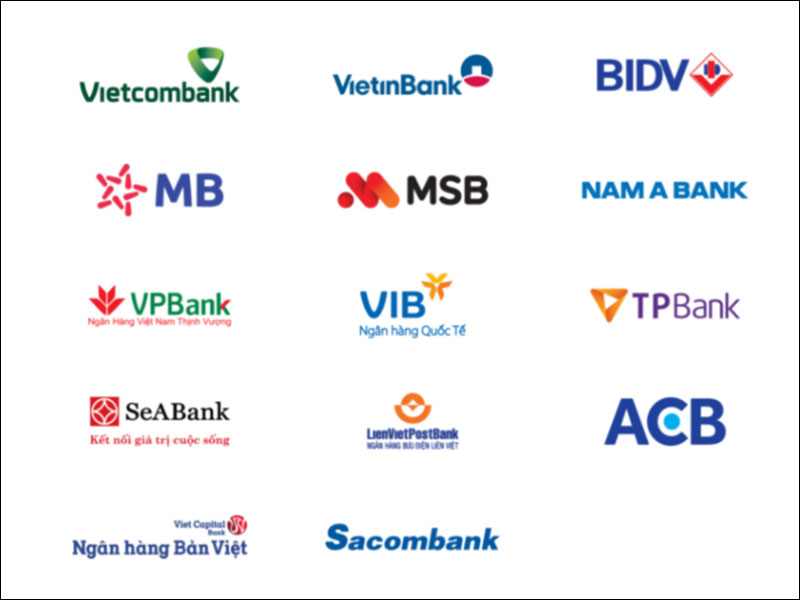 Vietcombank
VietinBank
BIDV
MB
MSB
NAM A BANK
VPBank
Ngân Hàng Việt Nam Thịnh Vượng
VIB
Ngân hàng Quốc Tế
TPBank
SeABank
Kết nối giá trị cuộc sống
LienVietPostBank
NGÂN HÀNG BƯU ĐIỆN LIÊN VIỆT
ACB
Viet Capital
Bank
Ngân hàng Bản Việt
Sacombank